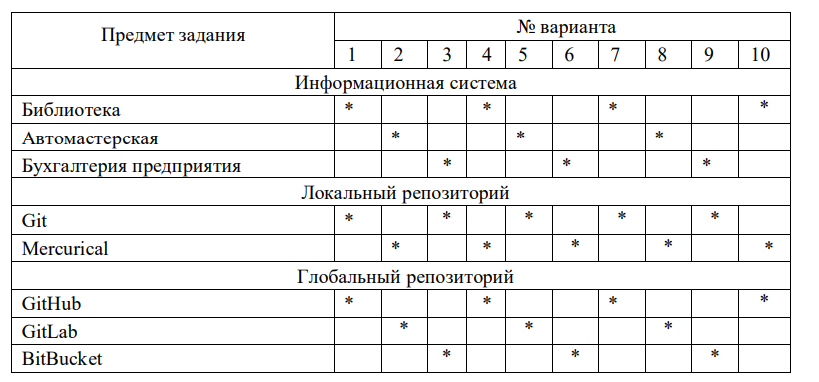 Предмет задания
№ варианта
1 2 3 4 5 6 7 8 9 10
Информационная система
Библиотека * * * *
Автомастерская * * *
Бухгалтерия предприятия * * *
Локальный репозиторий
Git * * * * *
Mercurical * * * * *
Глобальный репозиторий
GitHub * * * *
GitLab * * *
BitBucket * * *